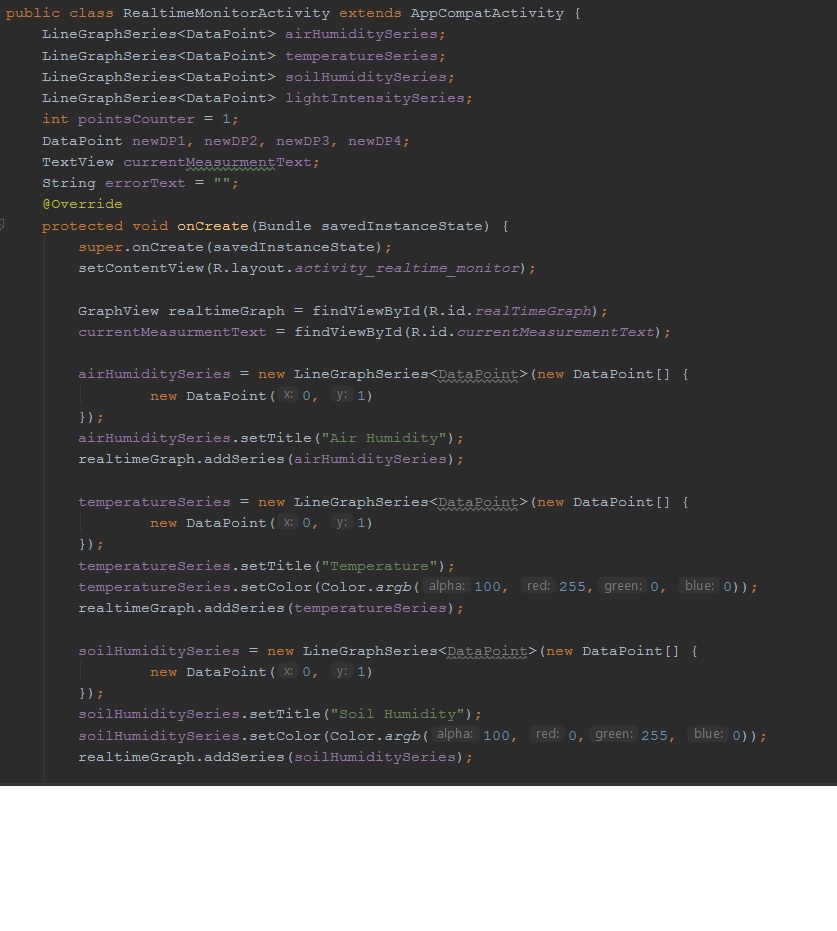 public class RealtimeMonitorActivity extends AppCompatActivity {
LineGraphSeries<DataPoint> airHumiditySeries;
LineGraphSeries<DataPoint> temperatureSeries;
LineGraphSeries<DataPoint> soilHumiditySeries;
LineGraphSeries<DataPoint> lightIntensitySeries;
int pointsCounter = 1;
DataPoint newDP1, newDP2, newDP3, newDP4;
TextView currentMeasurmentText;
String errorText = "";
@Override
protected void onCreate(Bundle savedInstanceState) {
super.onCreate(savedInstanceState);
setContentView(R.layout.activity_realtime_monitor);
GraphView realtimeGraph = findViewById(R.id.realTimeGraph);
currentMeasurmentText = findViewById(R.id.currentMeasurementText);
airHumiditySeries = new LineGraphSeries<DataPoint>(new DataPoint[] {
new DataPoint( x: 0, y: 1)
});
airHumiditySeries.setTitle("Air Humidity");
realtimeGraph.addSeries(airHumiditySeries);
temperatureSeries = new LineGraphSeries<DataPoint>(new DataPoint[] {
new DataPoint( x: 0, y: 1)
});
temperatureSeries.setTitle("Temperature");
temperatureSeries.setColor(Color.argb( alpha: 100, red: 255, green: 0, blue: 0));
realtimeGraph.addSeries(temperatureSeries);
soilHumiditySeries = new LineGraphSeries<DataPoint>(new DataPoint[] {
new DataPoint( x: 0, y: 1)
});
soilHumiditySeries.setTitle("Soil Humidity");
soilHumiditySeries.setColor(Color.argb( alpha: 100, red: 0, green: 255, blue: 0));
realtimeGraph.addSeries(soilHumiditySeries);